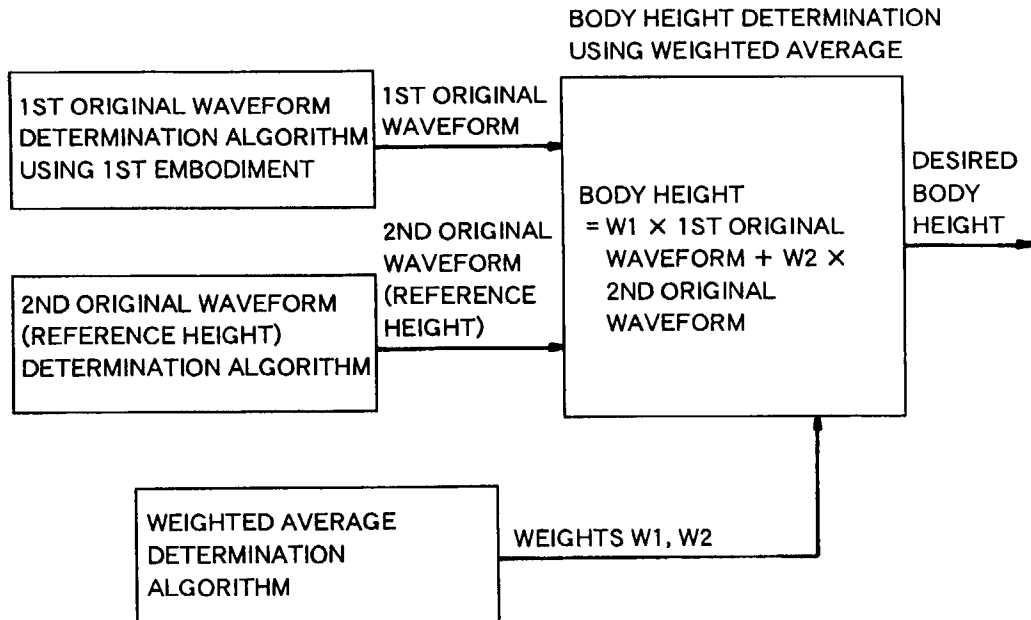 BODY HEIGHT DETERMINATION
USING WEIGHTED AVERAGE
1ST ORIGINAL WAVEFORM
DETERMINATION ALGORITHM
USING 1ST EMBODIMENT
1ST ORIGINAL
WAVEFORM
2ND ORIGINAL WAVEFORM
(REFERENCE HEIGHT)
DETERMINATION ALGORITHM
2ND ORIGINAL
WAVEFORM
(REFERENCE
HEIGHT)
BODY HEIGHT
= W1 × 1ST ORIGINAL
WAVEFORM + W2 ×
2ND ORIGINAL
WAVEFORM
DESIRED
BODY
HEIGHT
WEIGHTED AVERAGE
DETERMINATION
ALGORITHM
WEIGHTS W1, W2